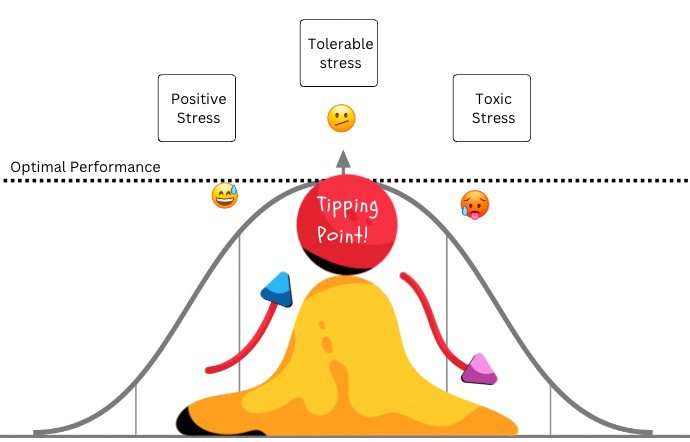 Tolerable
stress
Positive
Stress
Toxic
Stress
Optimal Performance
Tipping
Point!